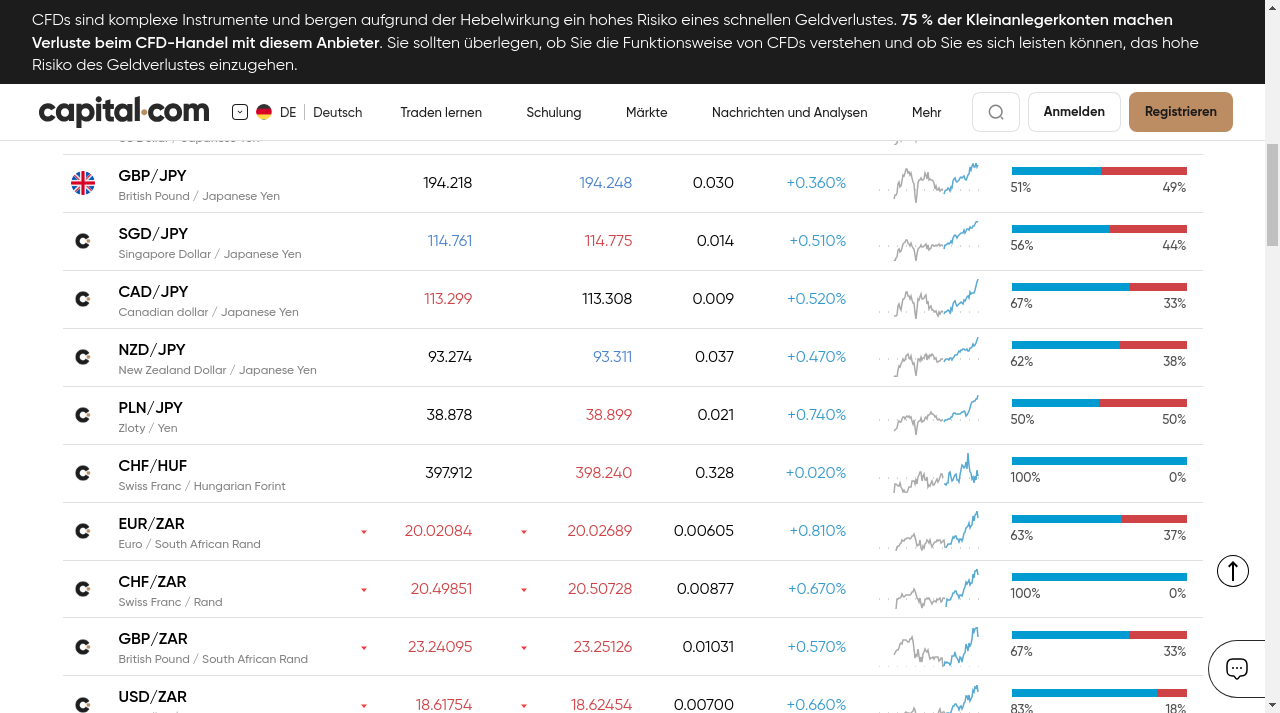 CFDs sind komplexe Instrumente und bergen aufgrund der Hebelwirkung ein hohes Risiko eines schnellen Geldverlustes. 75 % der Kleinanlegerkonten machen
Verluste beim CFD-Handel mit diesem Anbieter. Sie sollten überlegen, ob Sie die Funktionsweise von CFDs verstehen und ob Sie es sich leisten können, das hohe
Risiko des Geldverlustes einzugehen.
capital.com DE Deutsch Traden lernen Schulung Märkte Nachrichten und Analysen Mehr Anmelden Registrieren
GBP/JPY 194.218 194.248 0.030 +0.360%
British Pound / Japanese Yen 51% 49%
SGD/JPY 114.761 114.775 0.014 +0.510%
Singapore Dollar / Japanese Yen 56% 44%
CAD/JPY 113.299 113.308 0.009 +0.520%
Canadian dollar / Japanese Yen 67% 33%
NZD/JPY 93.274 93.311 0.037 +0.470%
New Zealand Dollar / Japanese Yen 62% 38%
PLN/JPY 38.878 38.899 0.021 +0.740%
Zloty / Yen 50% 50%
CHF/HUF 397.912 398.240 0.328 +0.020%
Swiss Franc / Hungarian Forint 100% 0%
EUR/ZAR 20.02084 20.02689 0.00605 +0.810%
Euro / South African Rand 63% 37%
CHF/ZAR 20.49851 20.50728 0.00877 +0.670%
Swiss Franc / Rand 100% 0%
GBP/ZAR 23.24095 23.25126 0.01031 +0.570%
British Pound / South African Rand 67% 33%
USD/ZAR 18.61754 18.62454 0.00700 +0.660%
83% 18%